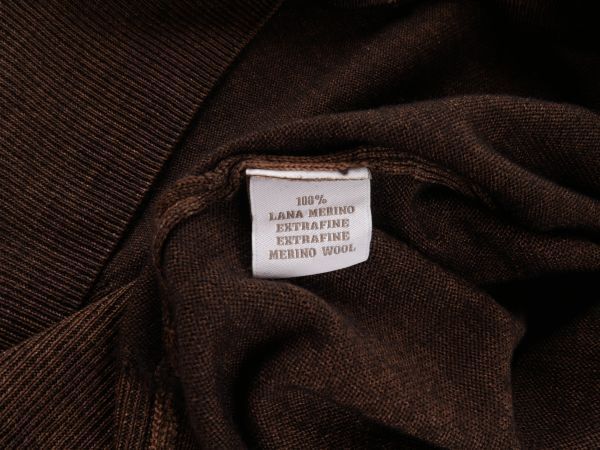 100%
LANA MERINO
EXTRAFINE
EXTRAFINE
MERINO WOOL